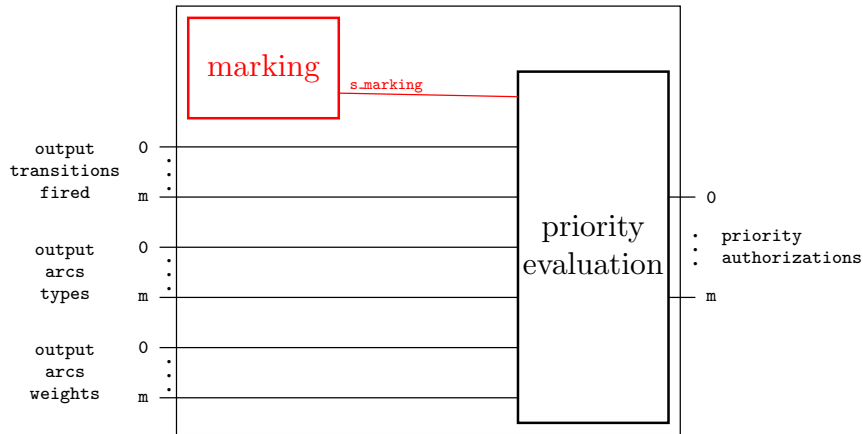 marking
s_marking
output
transitions
fired
0
m
output
arcs
types
0
m
output
arcs
weights
0
m
priority
evaluation
0
m
priority
authorizations